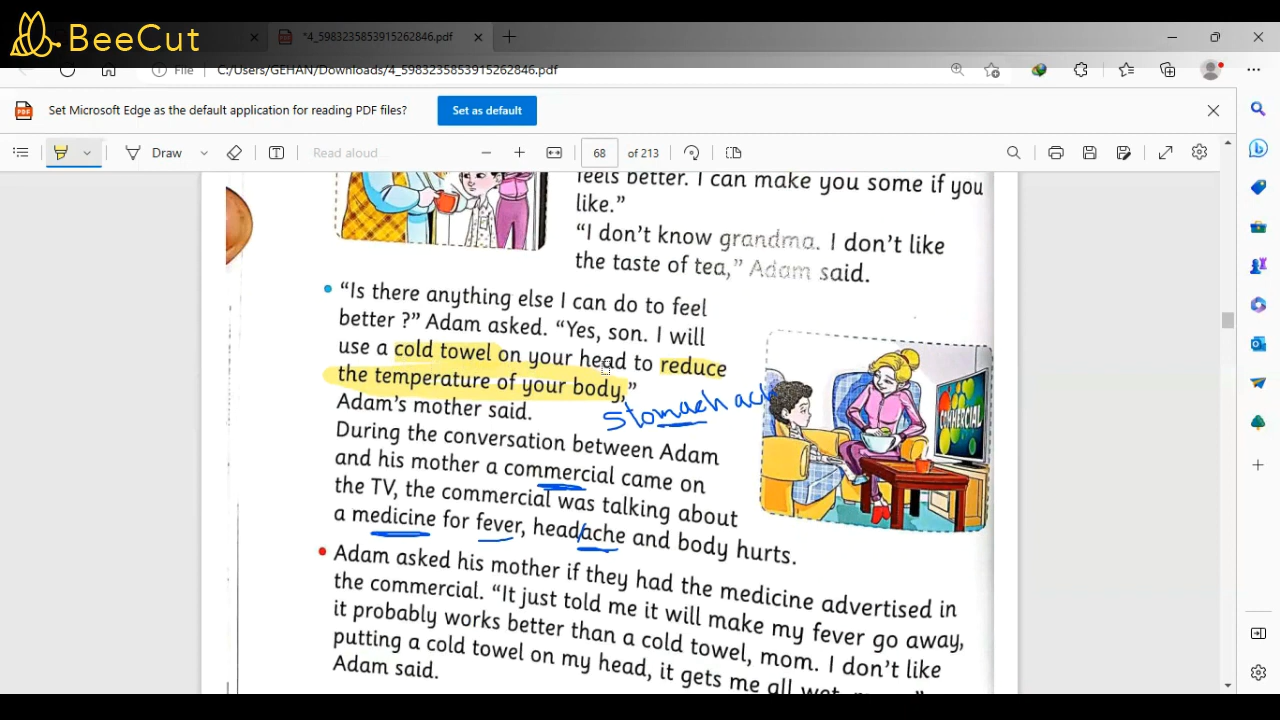 BeeCut
*4_5983235853915262846.pdf
File C:/Users/GEHAN/Downloads/4_5983235853915262846.pdf
Set Microsoft Edge as the default application for reading PDF files? Set as default
Draw Read aloud 68 of 213
feels better. I can make you some if you
like."
"I don't know grandma. I don't like
the taste of tea," Adam said.
"Is there anything else I can do to feel
better ?" Adam asked. "Yes, son. I will
use a cold towel on your head to reduce
the temperature of your body,"
Adam's mother said.
stomach ach
During the conversation between Adam
and his mother a commercial came on
the TV, the commercial was talking about
a medicine for fever, head/ache and body hurts.
COMMERCIAL
Adam asked his mother if they had the medicine advertised in
the commercial. "It just told me it will make my fever go away,
it probably works better than a cold towel, mom. I don't like
putting a cold towel on my head, it gets me all wet
Adam said.